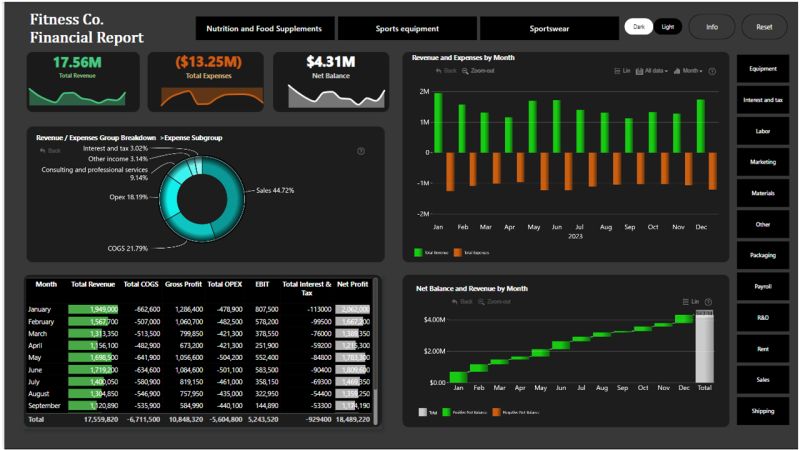 Fitness Co.
Financial Report
Nutrition and Food Supplements
Sports equipment
Sportswear
Dark
Light
Info
Reset
17.56M
Total Revenue
($13.25M)
Total Expenses
$4.31M
Net Balance
Revenue / Expenses Group Breakdown >Expense Subgroup
Back
Interest and tax 3.02%
Other income 3.14%
Consulting and professional services
9.14%
Opex 18.19%
COGS 21.79%
Sales 44.72%
Revenue and Expenses by Month
Back Zoom-out
Lin All data Month
2M
1M
0
-1M
-2M
Jan Feb Mar Apr May Jun Jul Aug Sep Oct Nov Dec
2023
Total Revenue Total Expenses
Equipment
Interest and tax
Labor
Marketing
Materials
Other
Packaging
Payroll
R&D
Rent
Sales
Shipping
Month Total Revenue Total COGS Gross Profit Total OPEX EBIT Total Interest & Tax Net Profit
January 1,949,000 -662,600 1,286,400 -478,900 807,500 -113000 2,062,000
February 1,567,700 -507,000 1,060,700 -482,500 578,200 -99500 1,667,200
March 1,313,350 -513,500 799,850 -421,300 378,550 -76000 1,389,350
April 1,156,100 -482,900 673,200 -421,300 251,900 -59200 1,215,300
May 1,698,500 -641,900 1,056,600 -504,200 552,400 -84800 1,783,300
June 1,719,200 -634,600 1,084,600 -501,100 583,500 -90400 1,809,600
July 1,400,050 -580,900 819,150 -461,000 358,150 -69300 1,469,350
August 1,304,850 -546,900 757,950 -435,000 322,950 -54400 1,359,250
September 1,120,890 -535,900 584,990 -440,100 144,890 -53300 1,174,190
Total 17,559,820 -6,711,500 10,848,320 -5,604,800 5,243,520 -929400 18,489,220
Net Balance and Revenue by Month
Back Zoom-out
Lin
$4.00M
$2.00M
$0.00
Jan Feb Mar Apr May Jun Jul Aug Sep Oct Nov Dec Total
Total Positive Net Balance Negative Net Balance